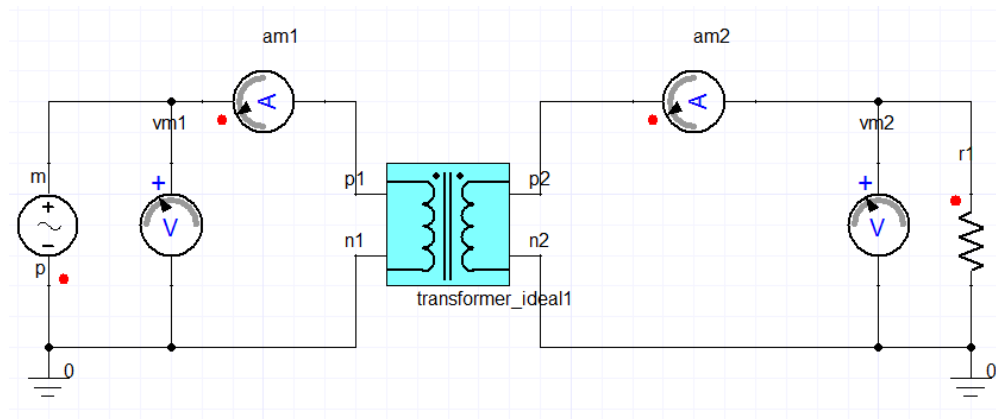 am1
am2
vm1
vm2
r1
m
+
+
+
A
A
p1
p2
V
V
−
n1
n2
p
transformer_ideal1
0
0